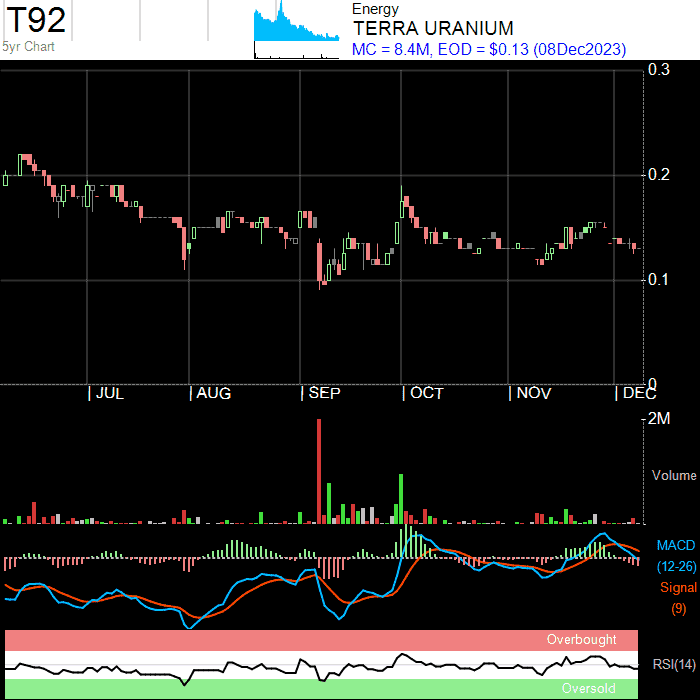 T92
5yr Chart
Energy
TERRA URANIUM
MC = 8.4M, EOD = $0.13 (08Dec2023)
0.3
0.2
0.1
0
JUL AUG SEP OCT NOV DEC
2M
Volume
MACD
(12-26)
Signal
(9)
Overbought
RSI(14)
Oversold